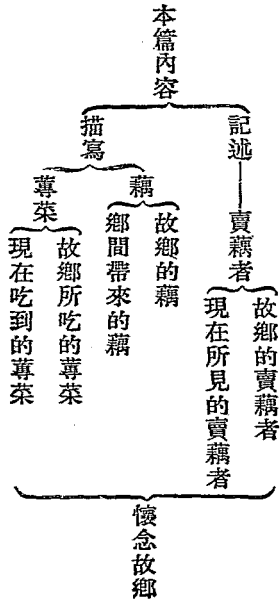 本篇內容
記述
賣藕者
故鄉的賣藕者
現在所見的賣藕者
描寫
藕
故鄉的藕
鄉間帶來的藕
蓴菜
故鄉所吃的蓴菜
現在吃到的蓴菜
懷念故鄉